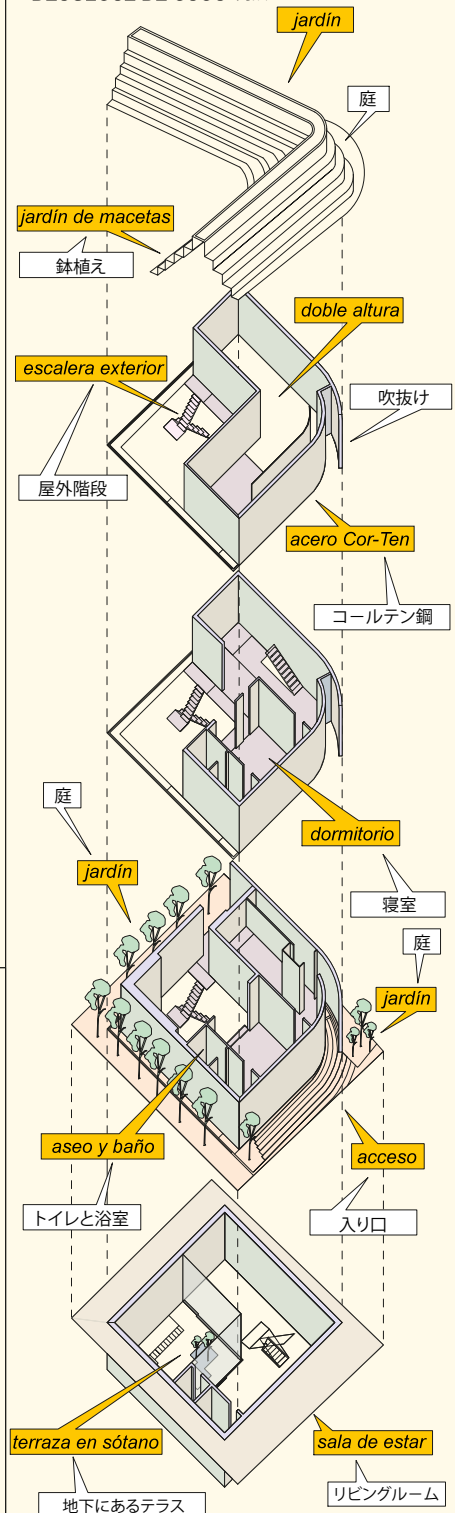 jardín
庭
jardín de macetas
鉢植え
doble altura
escalera exterior
吹抜け
屋外階段
acero Cor-Ten
コールテン鋼
庭
dormitorio
jardín
寝室
庭
jardín
aseo y baño
acceso
トイレと浴室
入り口
terraza en sótano
sala de estar
リビングルーム
地下にあるテラス